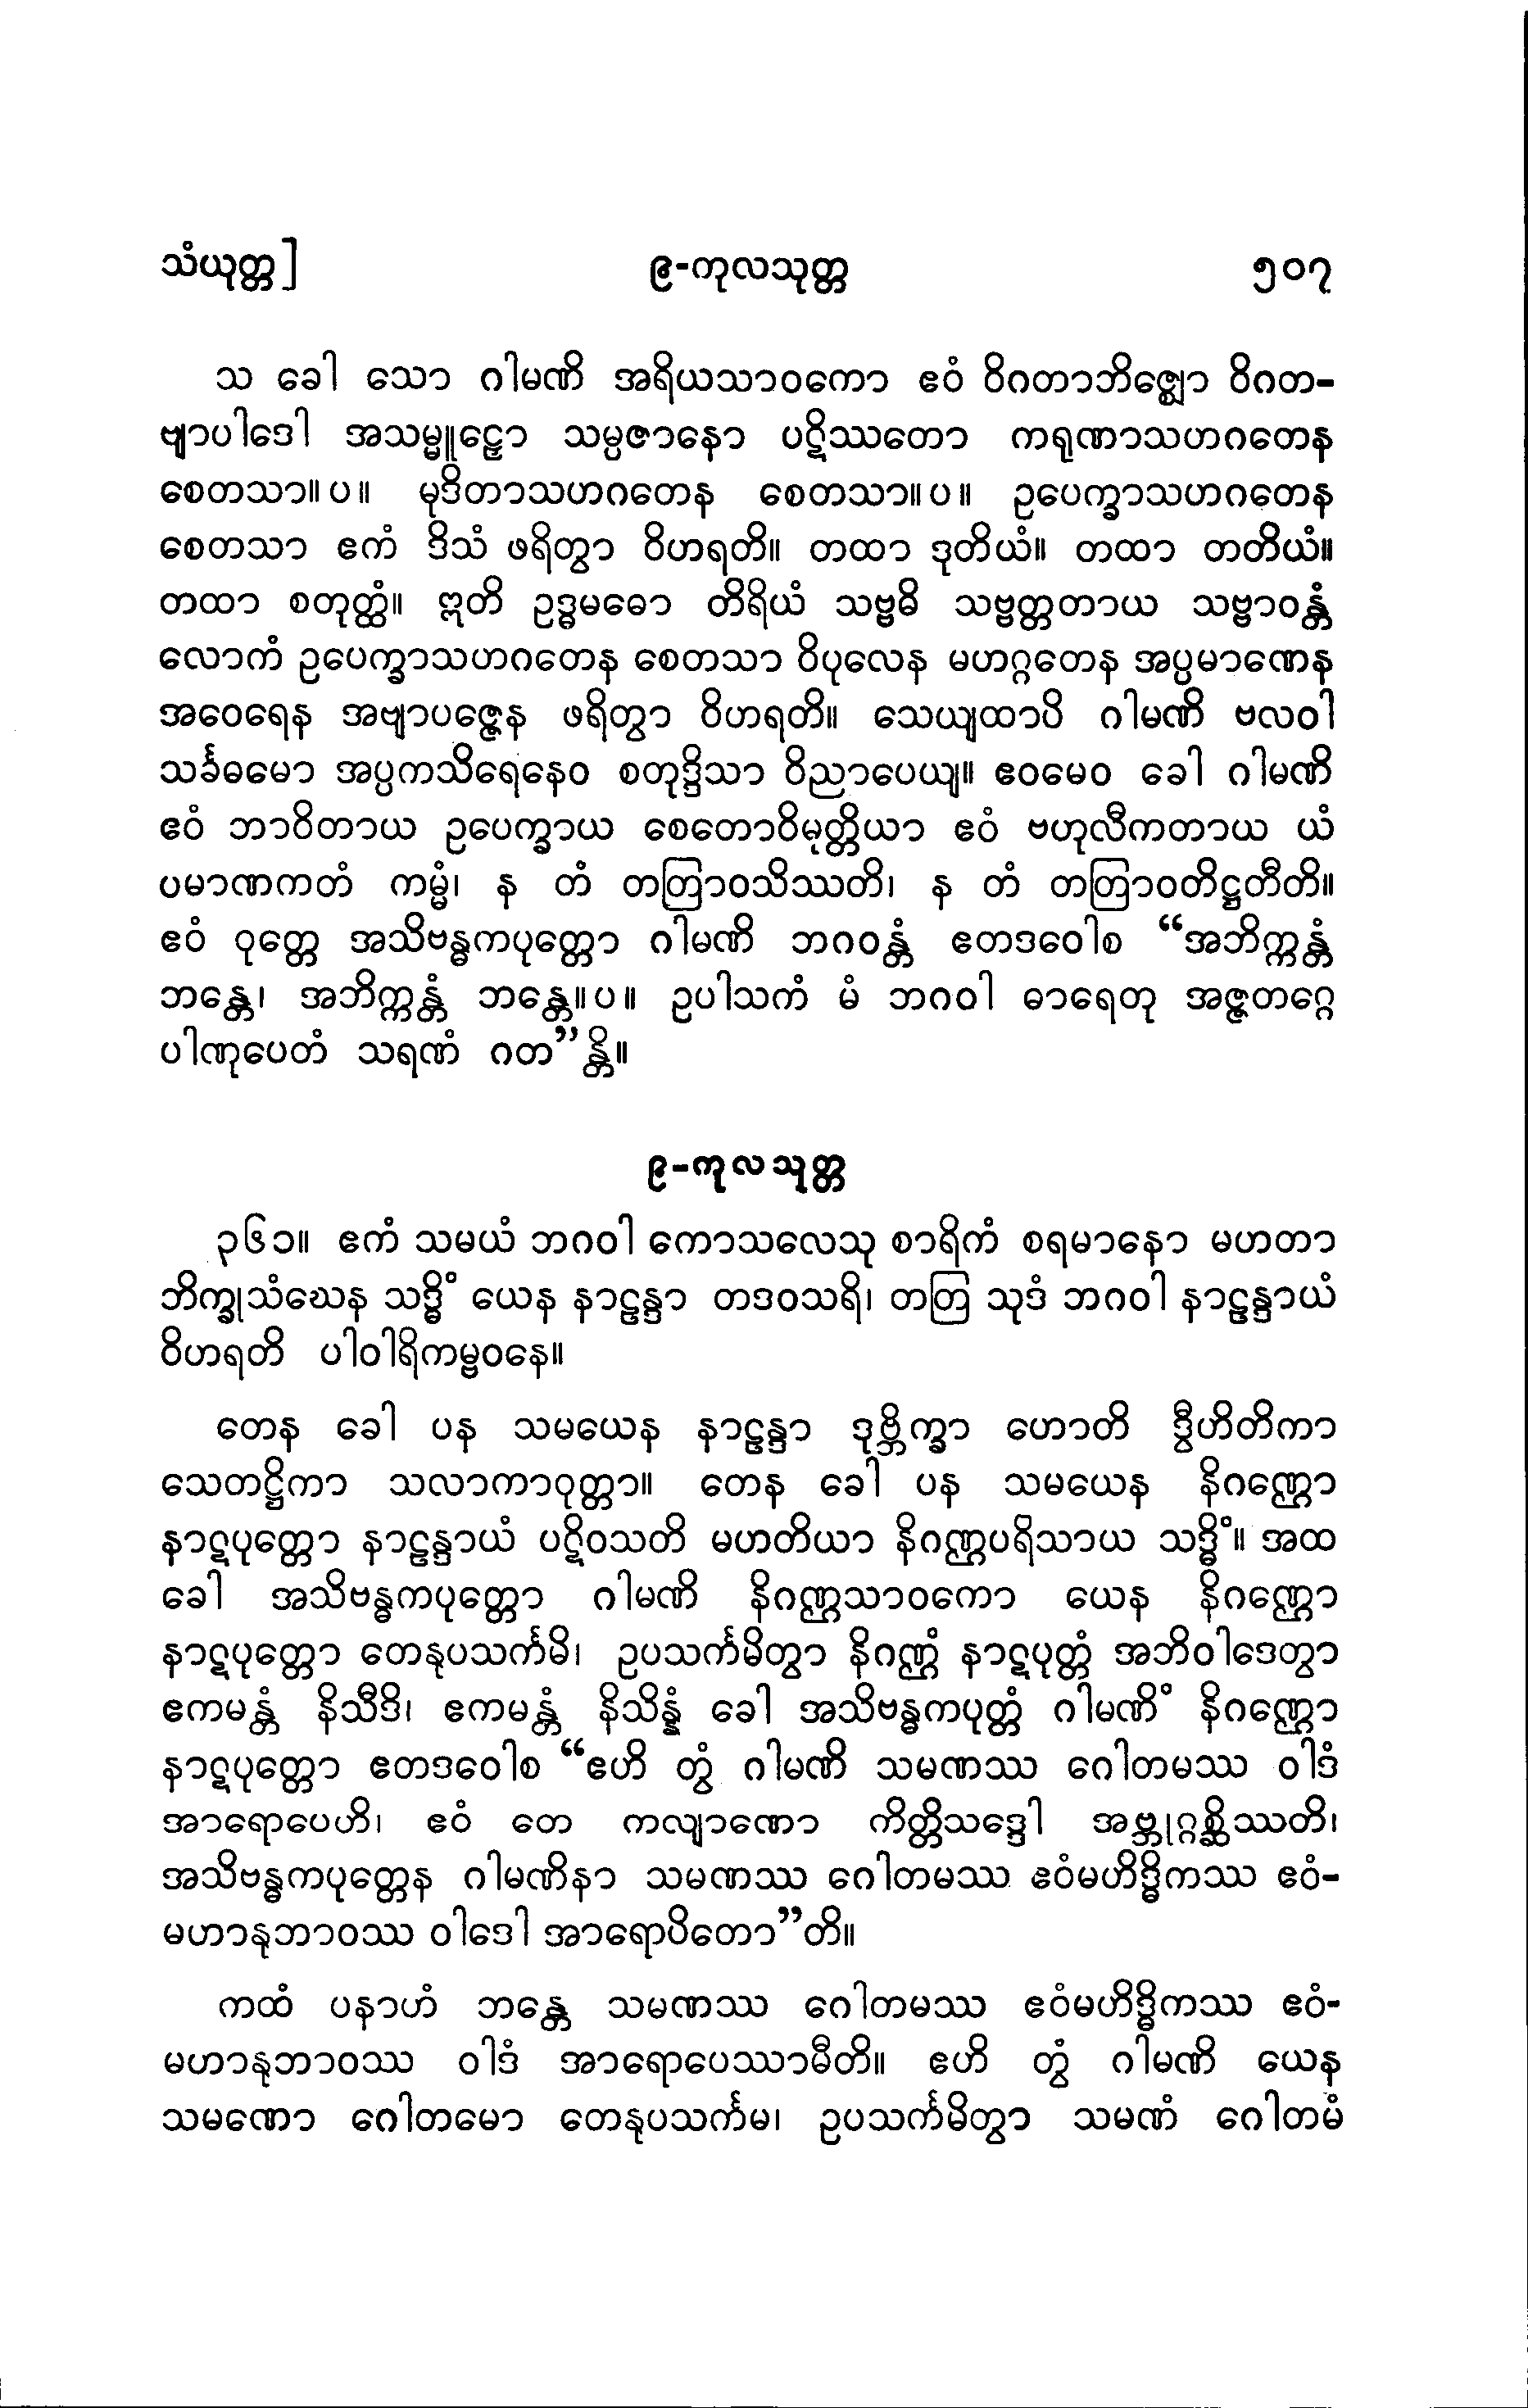 သံယုတ္တ] ၉-ကုလသုတ္တ ၅၀၇
သ ခေါ သော ဂါမဏိ အရိယသာဝကော ဧဝံ ဝိဂတာဘိဇ္ဈော ဝိဂတ-
ဗျာပါဒေါ အသမ္မူဠှော သမ္ပဇာနော ပဋိဿတော ကရုဏာသဟဂတေန
စေတသာ။ပ။ မုဒိတာသဟဂတေန စေတသာ။ပ။ ဥပေက္ခာသဟဂတေန
စေတသာ ဧကံ ဒိသံ ဖရိတွာ ဝိဟရတိ။ တထာ ဒုတိယံ။ တထာ တတိယံ။
တထာ စတုတ္ထံ။ ဣတိ ဥဒ္ဓမဓော တိရိယံ သဗ္ဗဓိ သဗ္ဗတ္တတာယ သဗ္ဗာဝန္တံ
လောကံ ဥပေက္ခာသဟဂတေန စေတသာ ဝိပုလေန မဟဂ္ဂတေန အပ္ပမာဏေန
အဝေရေန အဗျာပဇ္ဇေန ဖရိတွာ ဝိဟရတိ။ သေယျထာပိ ဂါမဏိ ဗလဝါ
သင်္ခဓမော အပ္ပကသိရေနေဝ စတုဒ္ဒိသာ ဝိညာပေယျ။ ဧဝမေဝ ခေါ ဂါမဏိ
ဧဝံ ဘာဝိတာယ ဥပေက္ခာယ စေတောဝိမုတ္တိယာ ဧဝံ ဗဟုလီကတာယ ယံ
ပမာဏကတံ ကမ္မံ၊ န တံ တတြာဝသိဿတိ၊ န တံ တတြာဝတိဋ္ဌတီတိ။
ဧဝံ ဝုတ္တေ အသိဗန္ဓကပုတ္တော ဂါမဏိ ဘဂဝန္တံ ဧတဒဝေါစ “အဘိက္ကန္တံ
ဘန္တေ၊ အဘိက္ကန္တံ ဘန္တေ။ပ။ ဥပါသကံ မံ ဘဂဝါ ဓာရေတု အဇ္ဇတဂ္ဂေ
ပါဏုပေတံ သရဏံ ဂတ”န္တိ။
၉-ကုလသုတ္တ
၃၆၁။ ဧကံ သမယံ ဘဂဝါ ကောသလေသု စာရိကံ စရမာနော မဟတာ
ဘိက္ခုသံဃေန သဒ္ဓိံ ယေန နာဠန္ဒာ တဒဝသရိ၊ တတြ သုဒံ ဘဂဝါ နာဠန္ဒာယံ
ဝိဟရတိ ပါဝါရိကမ္ဗဝနေ။
တေန ခေါ ပန သမယေန နာဠန္ဒာ ဒုဗ္ဘိက္ခာ ဟောတိ ဒွီဟိတိကာ
သေတဋ္ဌိကာ သလာကာဝုတ္တာ။ တေန ခေါ ပန သမယေန နိဂဏ္ဌော
နာဋပုတ္တော နာဠန္ဒာယံ ပဋိဝသတိ မဟတိယာ နိဂဏ္ဌပရိသာယ သဒ္ဓိံ။ အထ
ခေါ အသိဗန္ဓကပုတ္တော ဂါမဏိ နိဂဏ္ဌသာဝကော ယေန နိဂဏ္ဌော
နာဋပုတ္တော တေနုပသင်္ကမိ၊ ဥပသင်္ကမိတွာ နိဂဏ္ဌံ နာဋပုတ္တံ အဘိဝါဒေတွာ
ဧကမန္တံ နိသီဒိ၊ ဧကမန္တံ နိသိန္နံ ခေါ အသိဗန္ဓကပုတ္တံ ဂါမဏိံ နိဂဏ္ဌော
နာဋပုတ္တော ဧတဒဝေါစ “ဧဟိ တွံ ဂါမဏိ သမဏဿ ဂေါတမဿ ဝါဒံ
အာရောပေဟိ၊ ဧဝံ တေ ကလျာဏော ကိတ္တိသဒ္ဒေါ အဗ္ဘုဂ္ဂစ္ဆိဿတိ၊
အသိဗန္ဓကပုတ္တေန ဂါမဏိနာ သမဏဿ ဂေါတမဿ ဧဝံမဟိဒ္ဓိကဿ ဧဝံ-
မဟာနုဘာဝဿ ဝါဒေါ အာရောပိတော”တိ။
ကထံ ပနာဟံ ဘန္တေ သမဏဿ ဂေါတမဿ ဧဝံမဟိဒ္ဓိကဿ ဧဝံ-
မဟာနုဘာဝဿ ဝါဒံ အာရောပေဿာမီတိ။ ဧဟိ တွံ ဂါမဏိ ယေန
သမဏော ဂေါတမော တေနုပသင်္ကမ၊ ဥပသင်္ကမိတွာ သမဏံ ဂေါတမံ